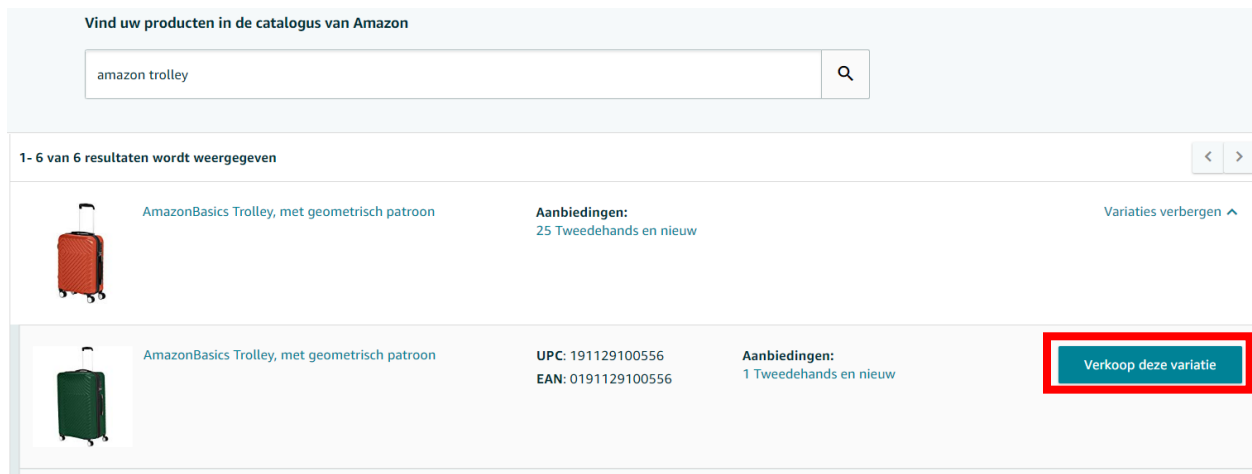 Vind uw producten in de catalogus van Amazon
amazon trolley
1- 6 van 6 resultaten wordt weergegeven
AmazonBasics Trolley, met geometrisch patroon
Aanbiedingen:
25 Tweedehands en nieuw
Variaties verbergen
AmazonBasics Trolley, met geometrisch patroon
UPC: 191129100556
EAN: 0191129100556
Aanbiedingen:
1 Tweedehands en nieuw
Verkoop deze variatie